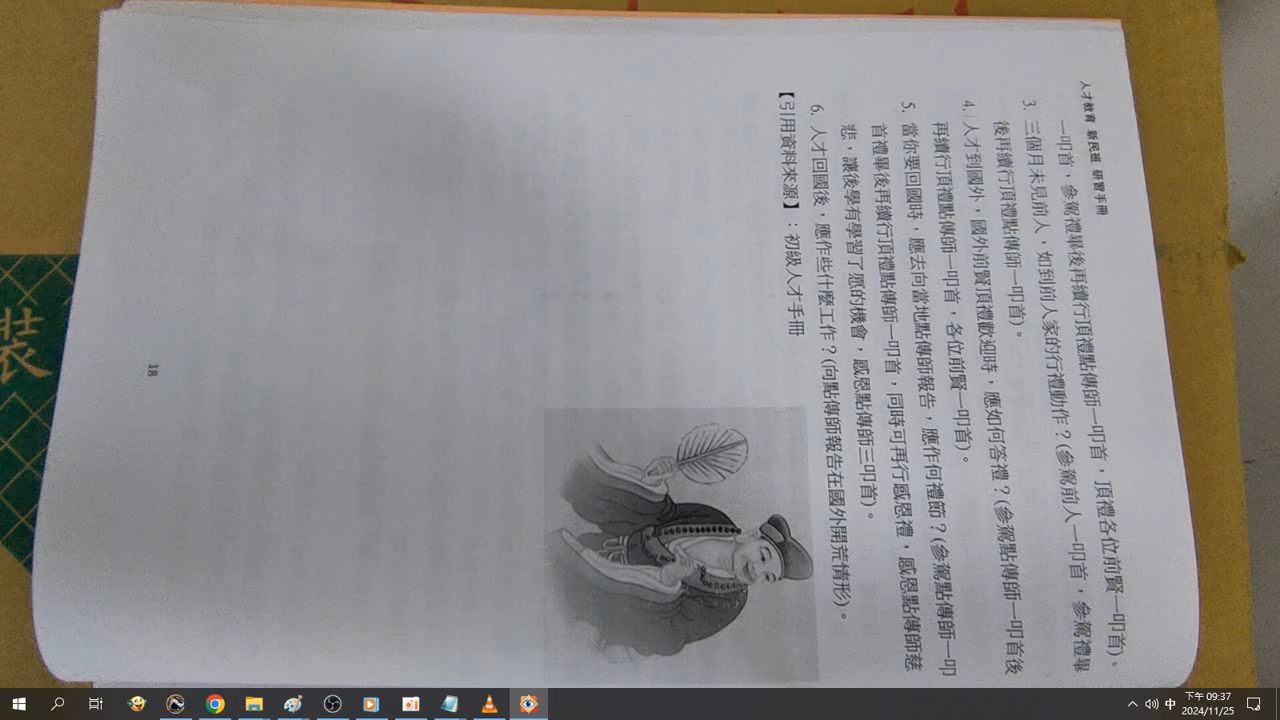 人才教育 新民班 研習手冊
一叩首，參駕禮畢後再續行頂禮點傳師一叩首，頂禮各位前賢一叩首)。
3. 三個月未見前人，如到前人家的行禮動作？(參駕前人一叩首，參駕禮畢
後再續行頂禮點傳師一叩首)。
4. 人才到國外，國外前賢頂禮歡迎時，應如何答禮？(參駕點傳師一叩首後
再續行頂禮點傳師一叩首，各位前賢一叩首)。
5. 當你要回國時，應去向當地點傳師報告，應作何禮節？(參駕點傳師一叩
首禮畢後再續行頂禮點傳師一叩首，同時可再行感恩禮，感恩點傳師慈
悲，讓後學有學習了愿的機會，感恩點傳師三叩首)。
6. 人才回國後，應作些什麼工作？(向點傳師報告在國外開荒情形)。
【引用資料來源】：初級人才手冊
18
裝
中
下午 09:37
2024/11/25